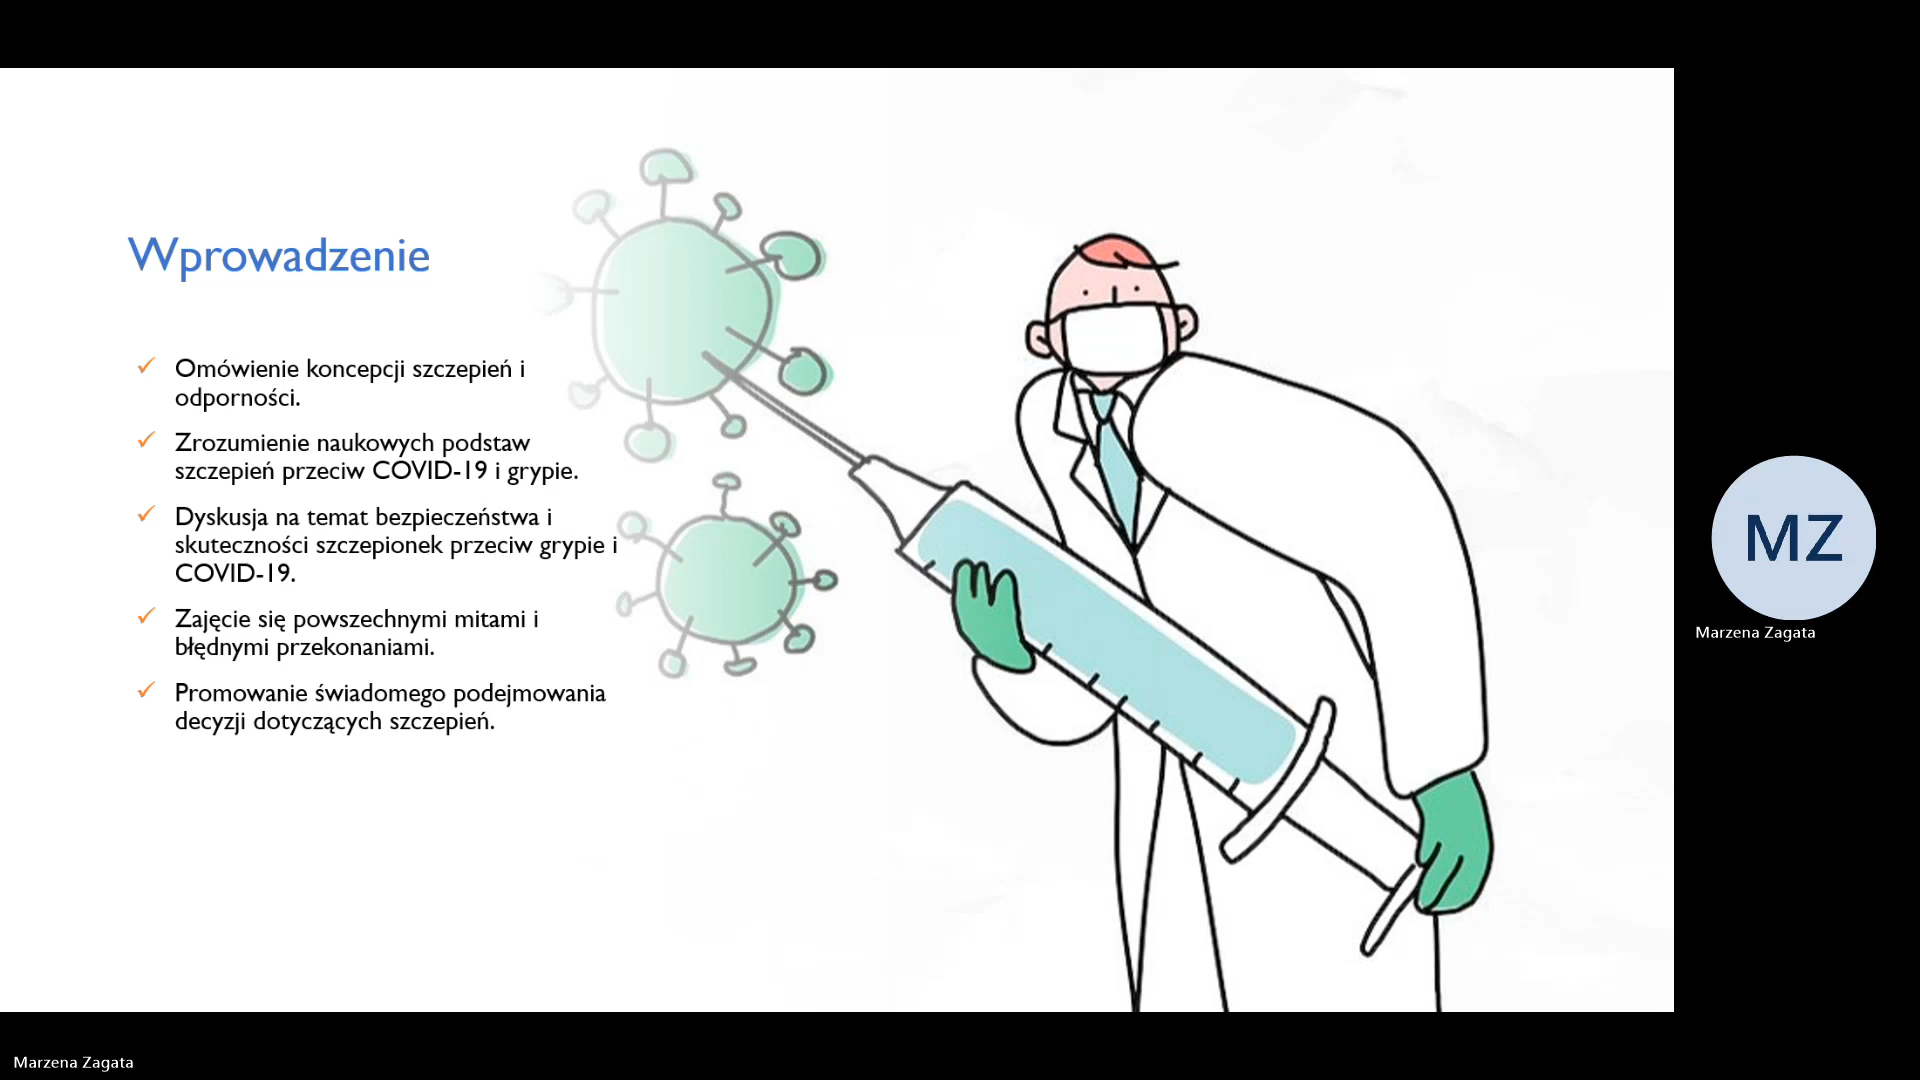 Wprowadzenie
Omówienie koncepcji szczepień i
odporności.
Zrozumienie naukowych podstaw
szczepień przeciw COVID-19 i grypie.
Dyskusja na temat bezpieczeństwa i
skuteczności szczepionek przeciw grypie i
COVID-19.
Zajęcie się powszechnymi mitami i
błędnymi przekonaniami.
Promowanie świadomego podejmowania
decyzji dotyczących szczepień.
MZ
Marzena Zagata
Marzena Zagata